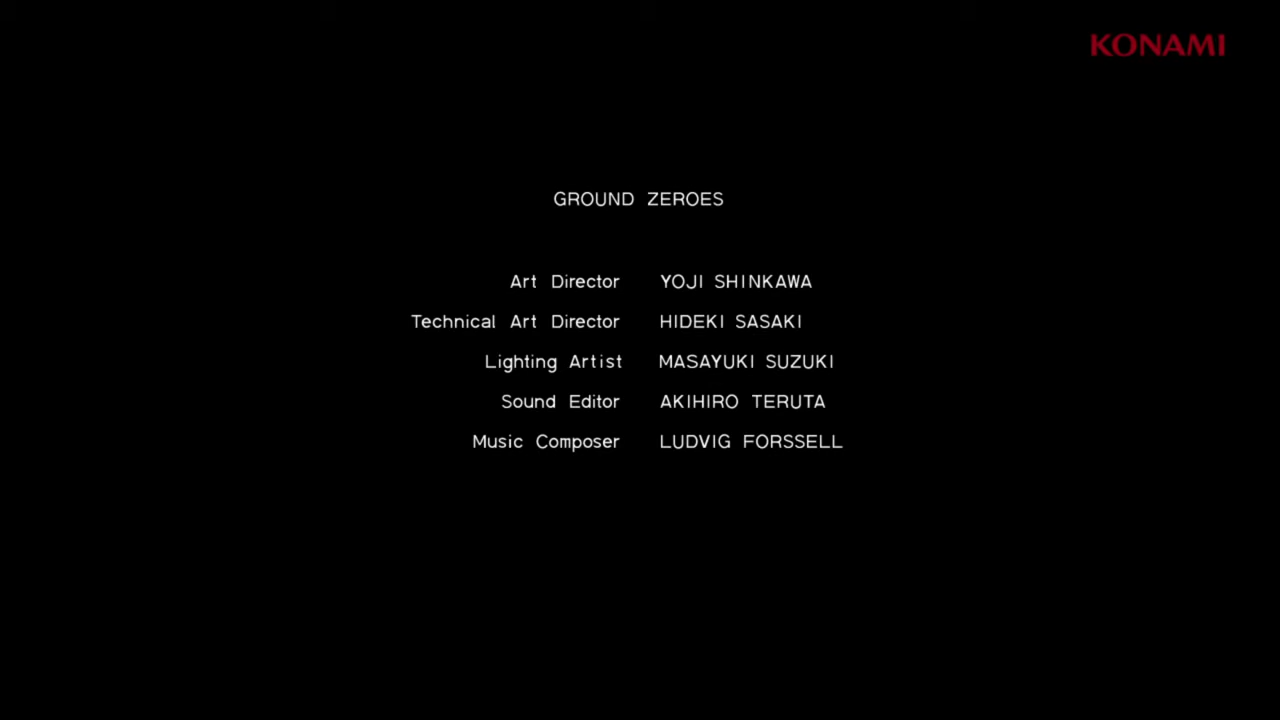 KONAMI
GROUND ZEROES
Art Director YOJI SHINKAWA
Technical Art Director HIDEKI SASAKI
Lighting Artist MASAYUKI SUZUKI
Sound Editor AKIHIRO TERUTA
Music Composer LUDVIG FORSSELL